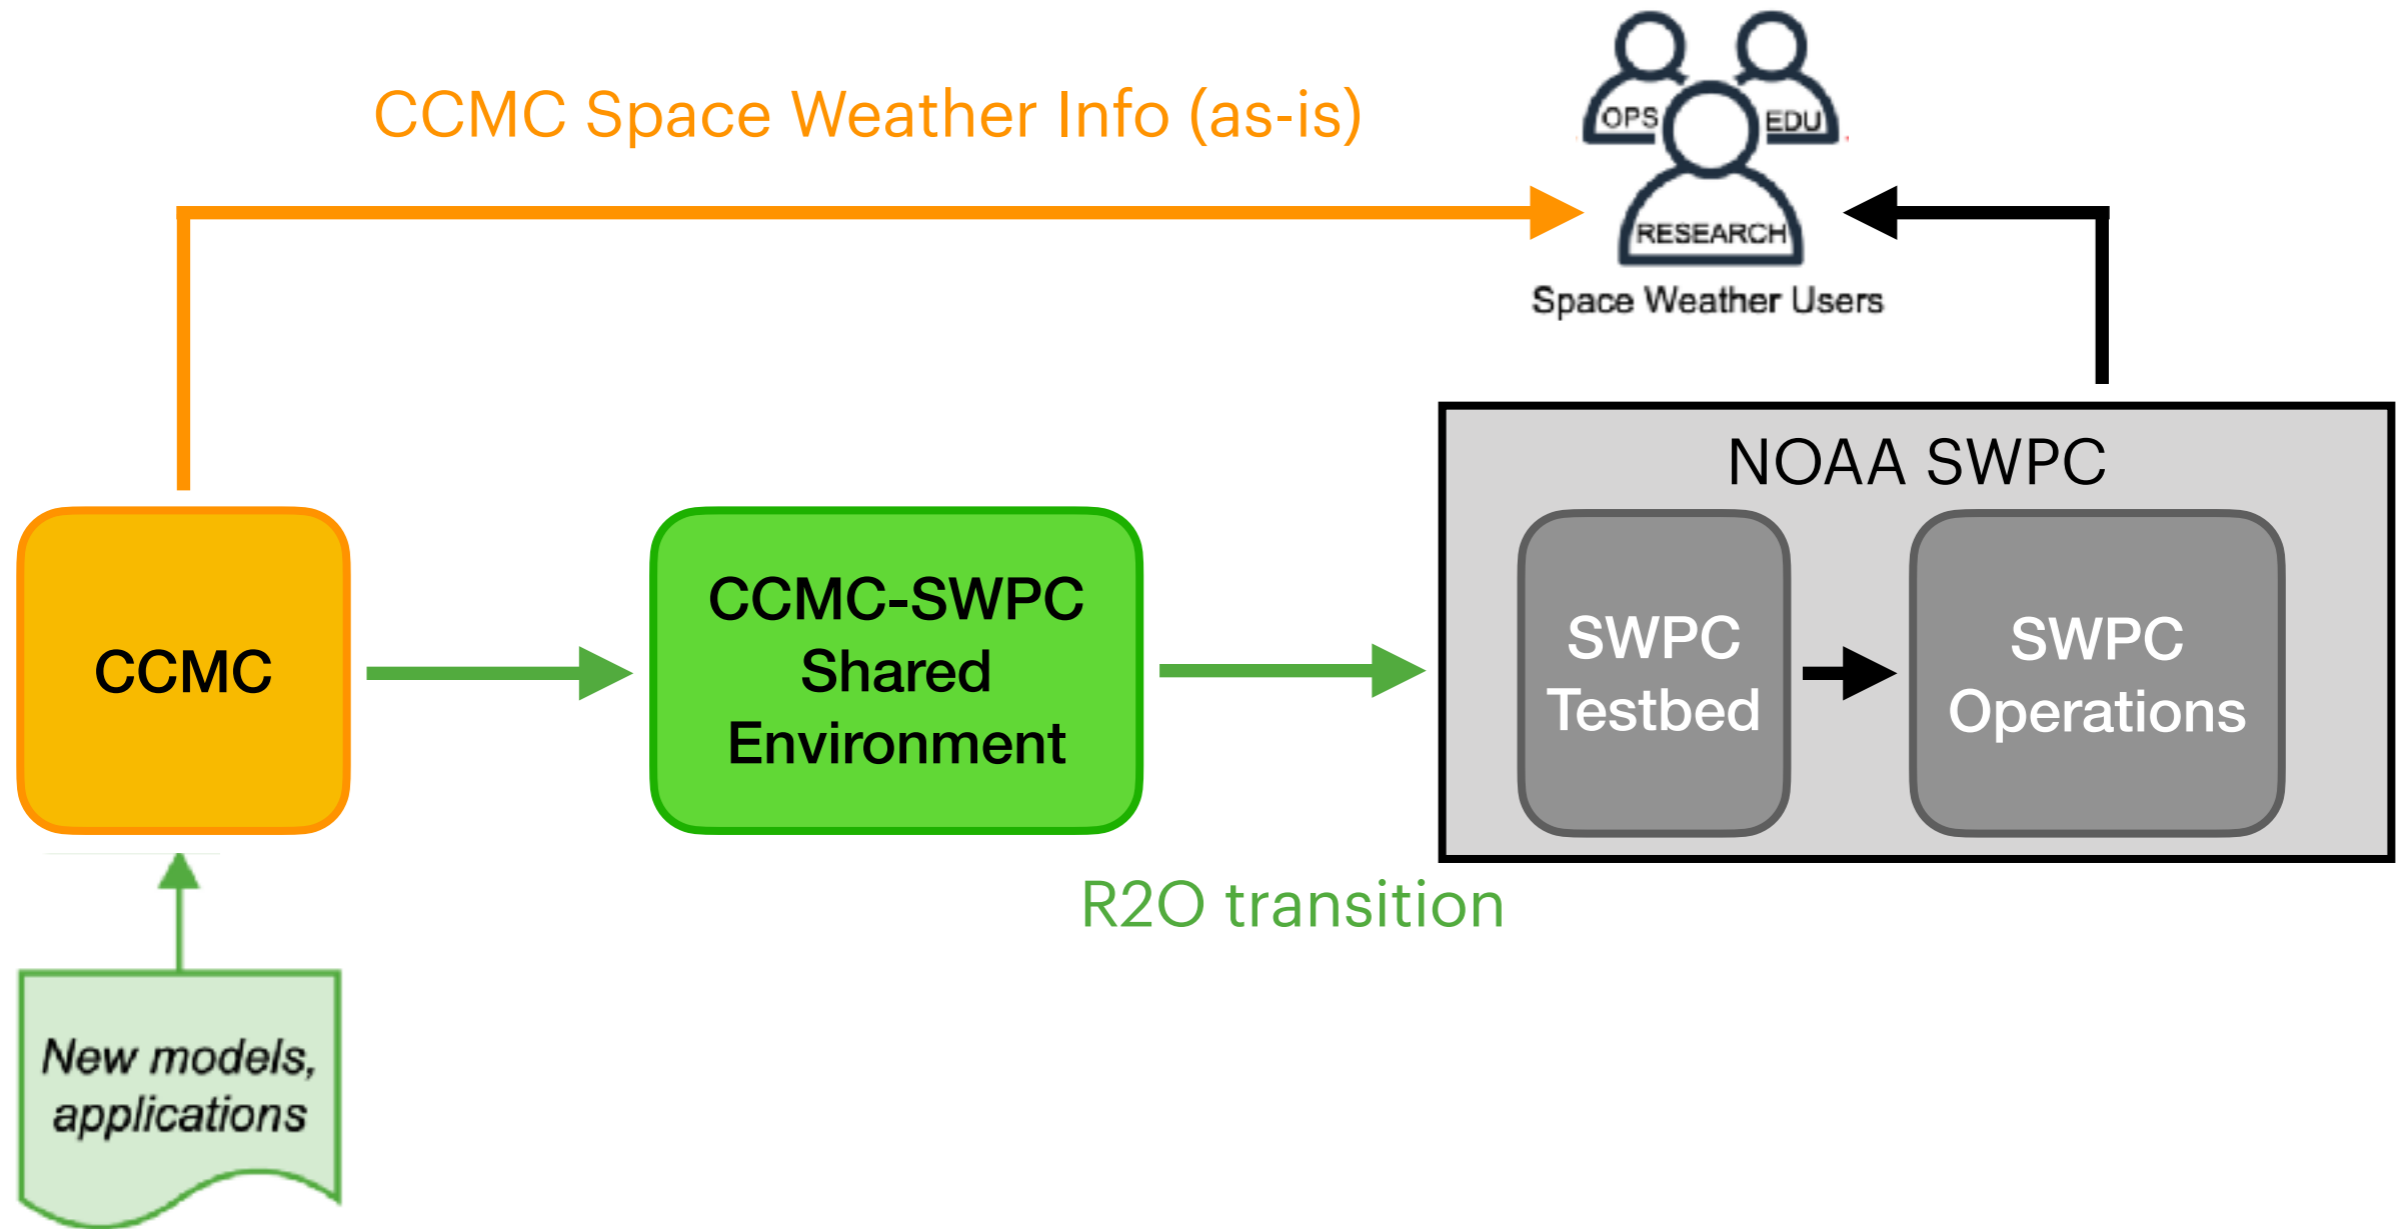 CCMC Space Weather Info (as-is)
OPS
EDU
RESEARCH
Space Weather Users
NOAA SWPC
CCMC
CCMC-SWPC
Shared
Environment
SWPC
Testbed
SWPC
Operations
R2O transition
New models,
applications